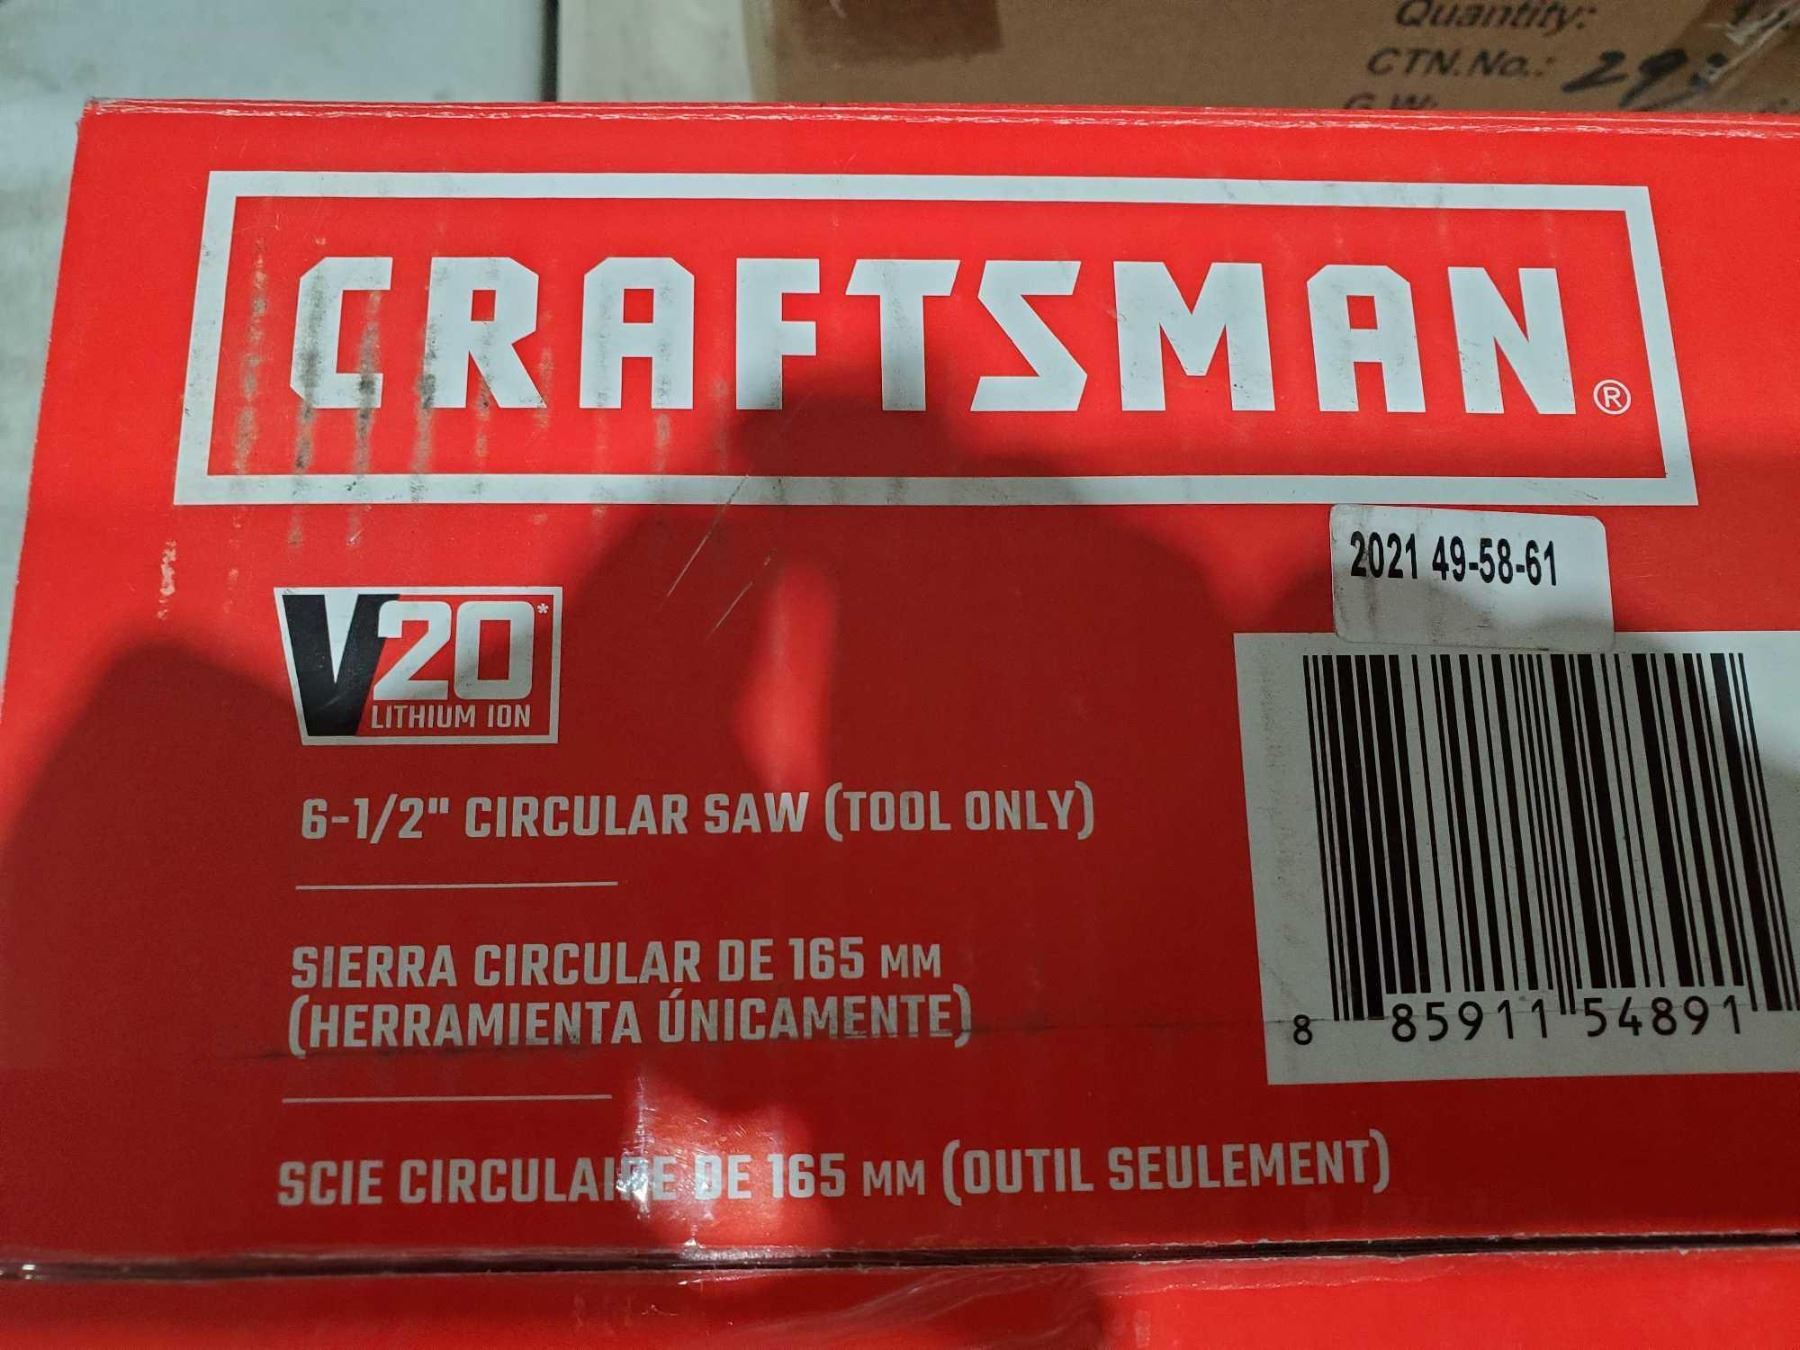 Quantity:
CTN.No.:
G.W:
CRAFTSMAN®
2021 49-58-61
V20*
LITHIUM ION
6-1/2" CIRCULAR SAW (TOOL ONLY)
8 85911 54891
SIERRA CIRCULAR DE 165 MM
(HERRAMIENTA ÚNICAMENTE)
SCIE CIRCULAIRE DE 165 MM (OUTIL SEULEMENT)